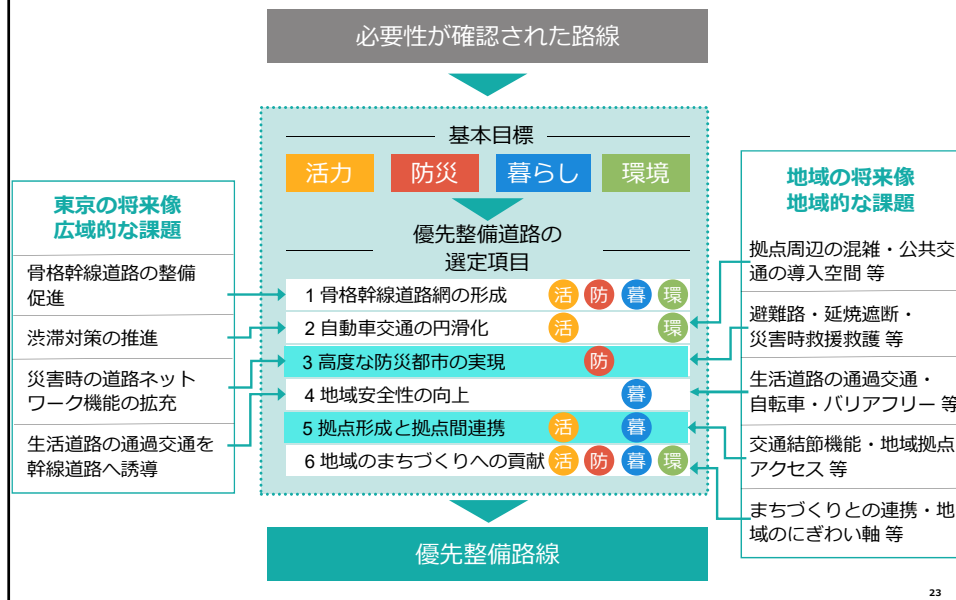 必要性が確認された路線
基本目標
活力
防災
暮らし
環境
優先整備道路の
選定項目
1 骨格幹線道路網の形成 活 防 暮 環
2 自動車交通の円滑化 活 環
3 高度な防災都市の実現 防
4 地域安全性の向上 暮
5 拠点形成と拠点間連携 活 暮
6 地域のまちづくりへの貢献 活 防 暮 環
優先整備路線
東京の将来像
広域的な課題
骨格幹線道路の整備
促進
渋滞対策の推進
災害時の道路ネット
ワーク機能の拡充
生活道路の通過交通を
幹線道路へ誘導
地域の将来像
地域的な課題
拠点周辺の混雑・公共交
通の導入空間 等
避難路・延焼遮断・
災害時救援救護 等
生活道路の通過交通・
自転車・バリアフリー 等
交通結節機能・地域拠点
アクセス 等
まちづくりとの連携・地
域のにぎわい軸 等
23